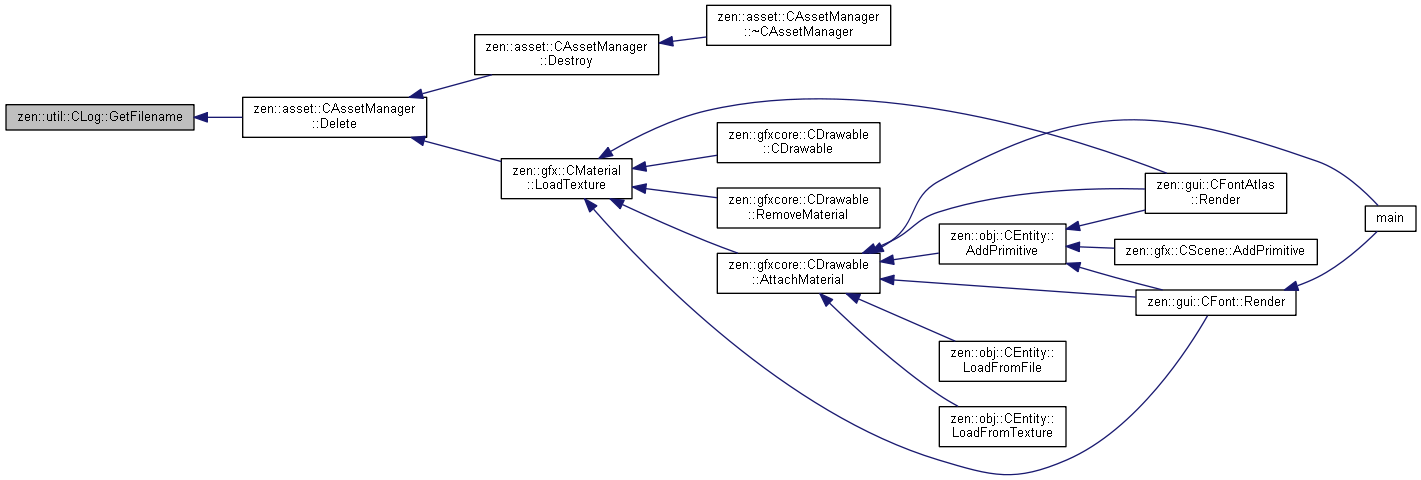 zen::asset::CAssetManager
::~CAssetManager
zen::asset::CAssetManager
::Destroy
zen::util::CLog::GetFilename
zen::asset::CAssetManager
::Delete
zen::gfxcore::CDrawable
::CDrawable
zen::gfx::CMaterial
::LoadTexture
zen::gui::CFontAtlas
::Render
zen::gfxcore::CDrawable
::RemoveMaterial
main
zen::obj::CEntity::
AddPrimitive
zen::gfx::CScene::AddPrimitive
zen::gfxcore::CDrawable
::AttachMaterial
zen::gui::CFont::Render
zen::obj::CEntity::
LoadFromFile
zen::obj::CEntity::
LoadFromTexture